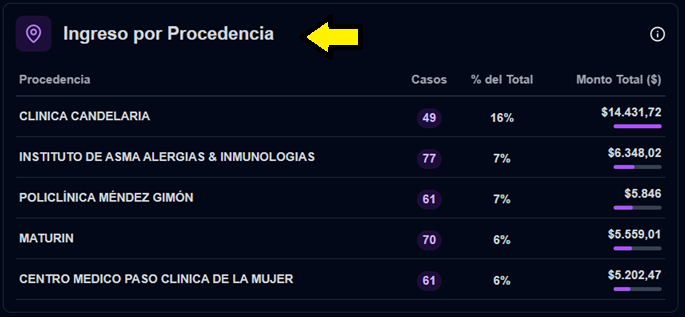 Ingreso por Procedencia
Procedencia Casos % del Total Monto Total ($)
CLINICA CANDELARIA 49 16% $14.431,72
INSTITUTO DE ASMA ALERGIAS & INMUNOLOGIAS 77 7% $6.348,02
POLICLÍNICA MÉNDEZ GIMÓN 61 7% $5.846
MATURIN 70 6% $5.559,01
CENTRO MEDICO PASO CLINICA DE LA MUJER 61 6% $5.202,47